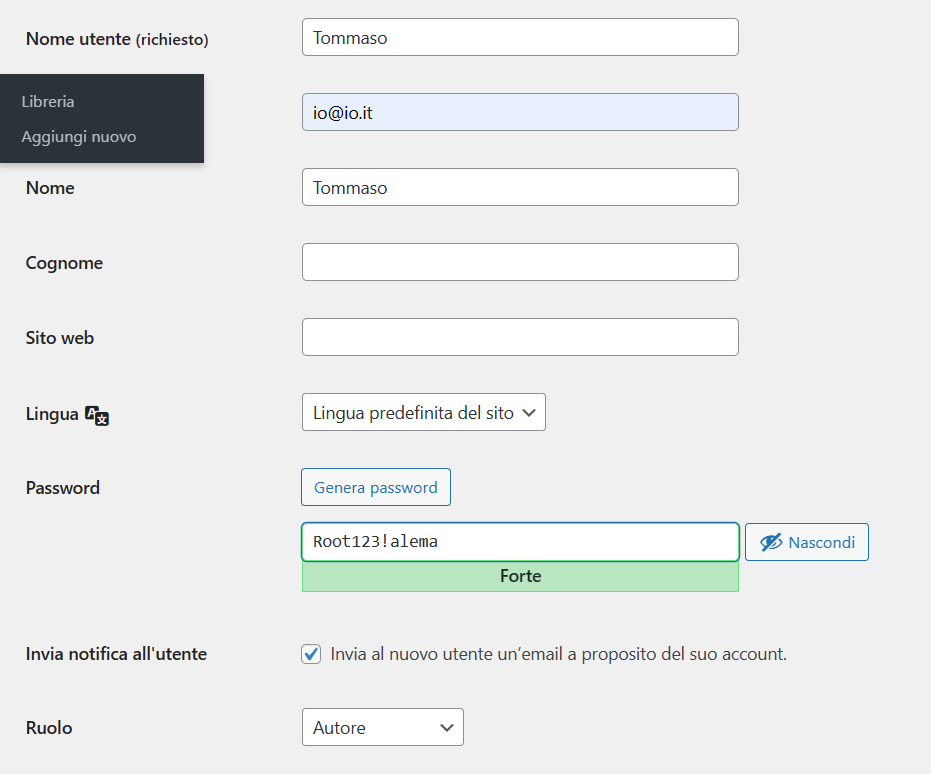 Nome utente (richiesto)
Tommaso
Libreria
Aggiungi nuovo
io@io.it
Nome
Tommaso
Cognome
Sito web
Lingua
Lingua predefinita del sito
Password
Genera password
Root123!alema
Nascondi
Forte
Invia notifica all'utente
Invia al nuovo utente un’email a proposito del suo account.
Ruolo
Autore